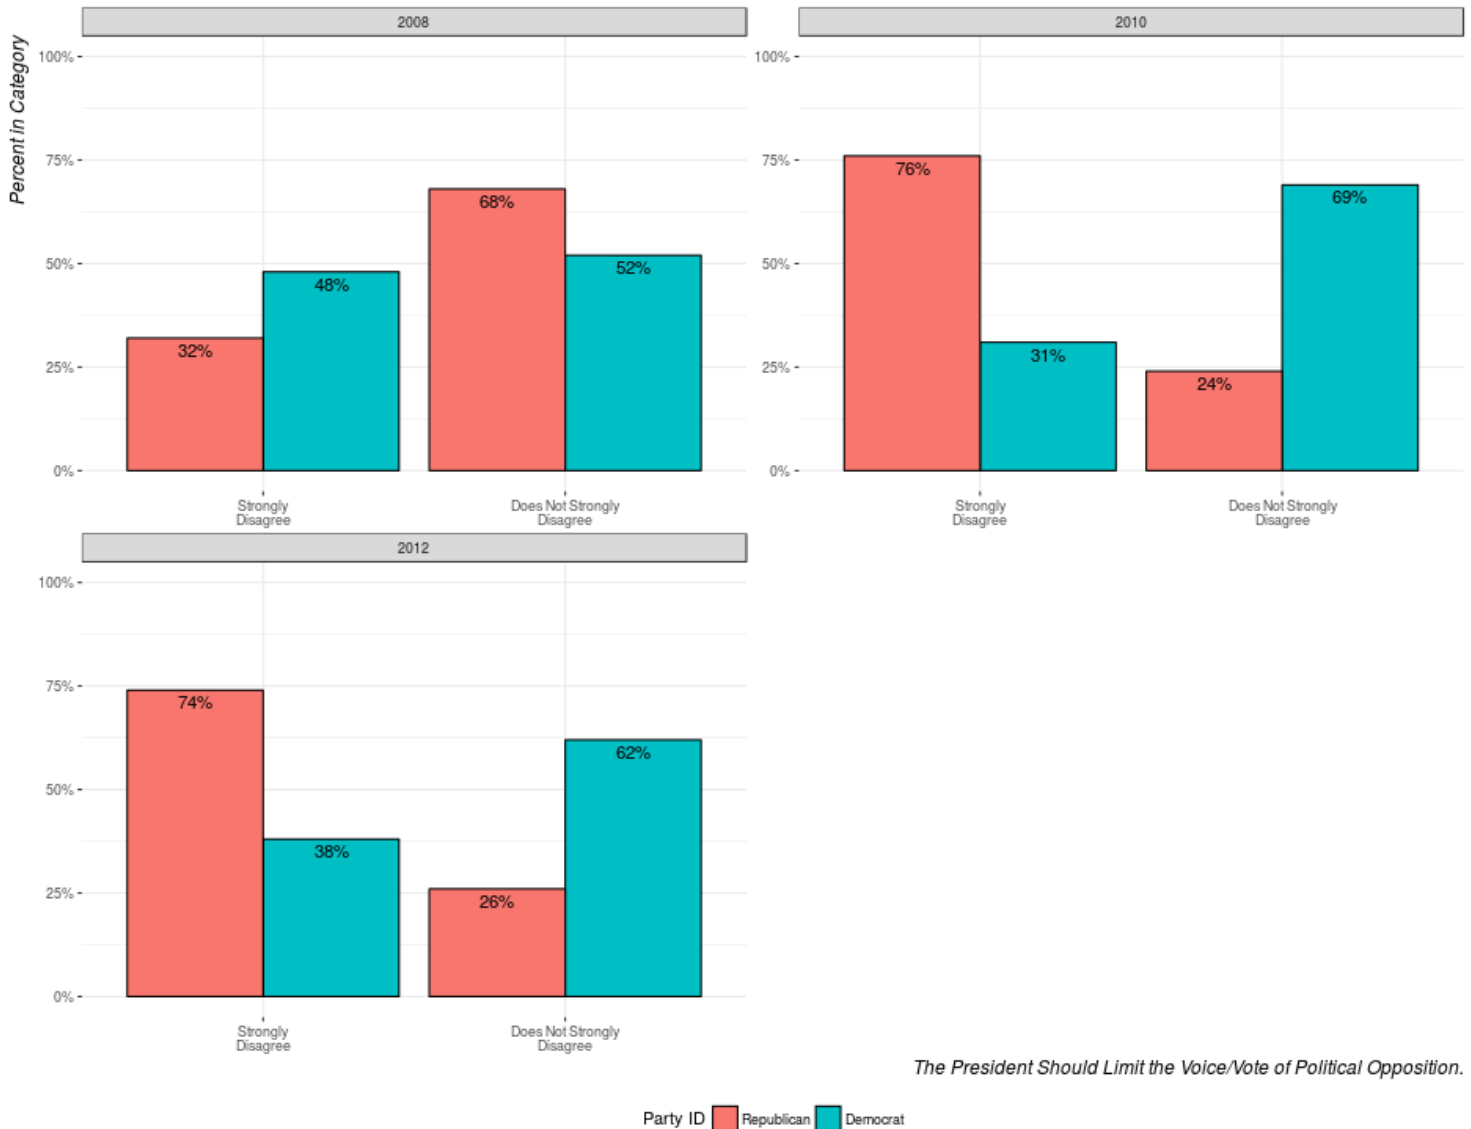 2008
Percent in Category
100%
75%
50%
25%
0%
32%
48%
68%
52%
Strongly
Disagree
Does Not Strongly
Disagree
2010
100%
75%
50%
25%
0%
76%
31%
24%
69%
Strongly
Disagree
Does Not Strongly
Disagree
2012
100%
75%
50%
25%
0%
74%
38%
26%
62%
Strongly
Disagree
Does Not Strongly
Disagree
The President Should Limit the Voice/Vote of Political Opposition.
Party ID Republican Democrat